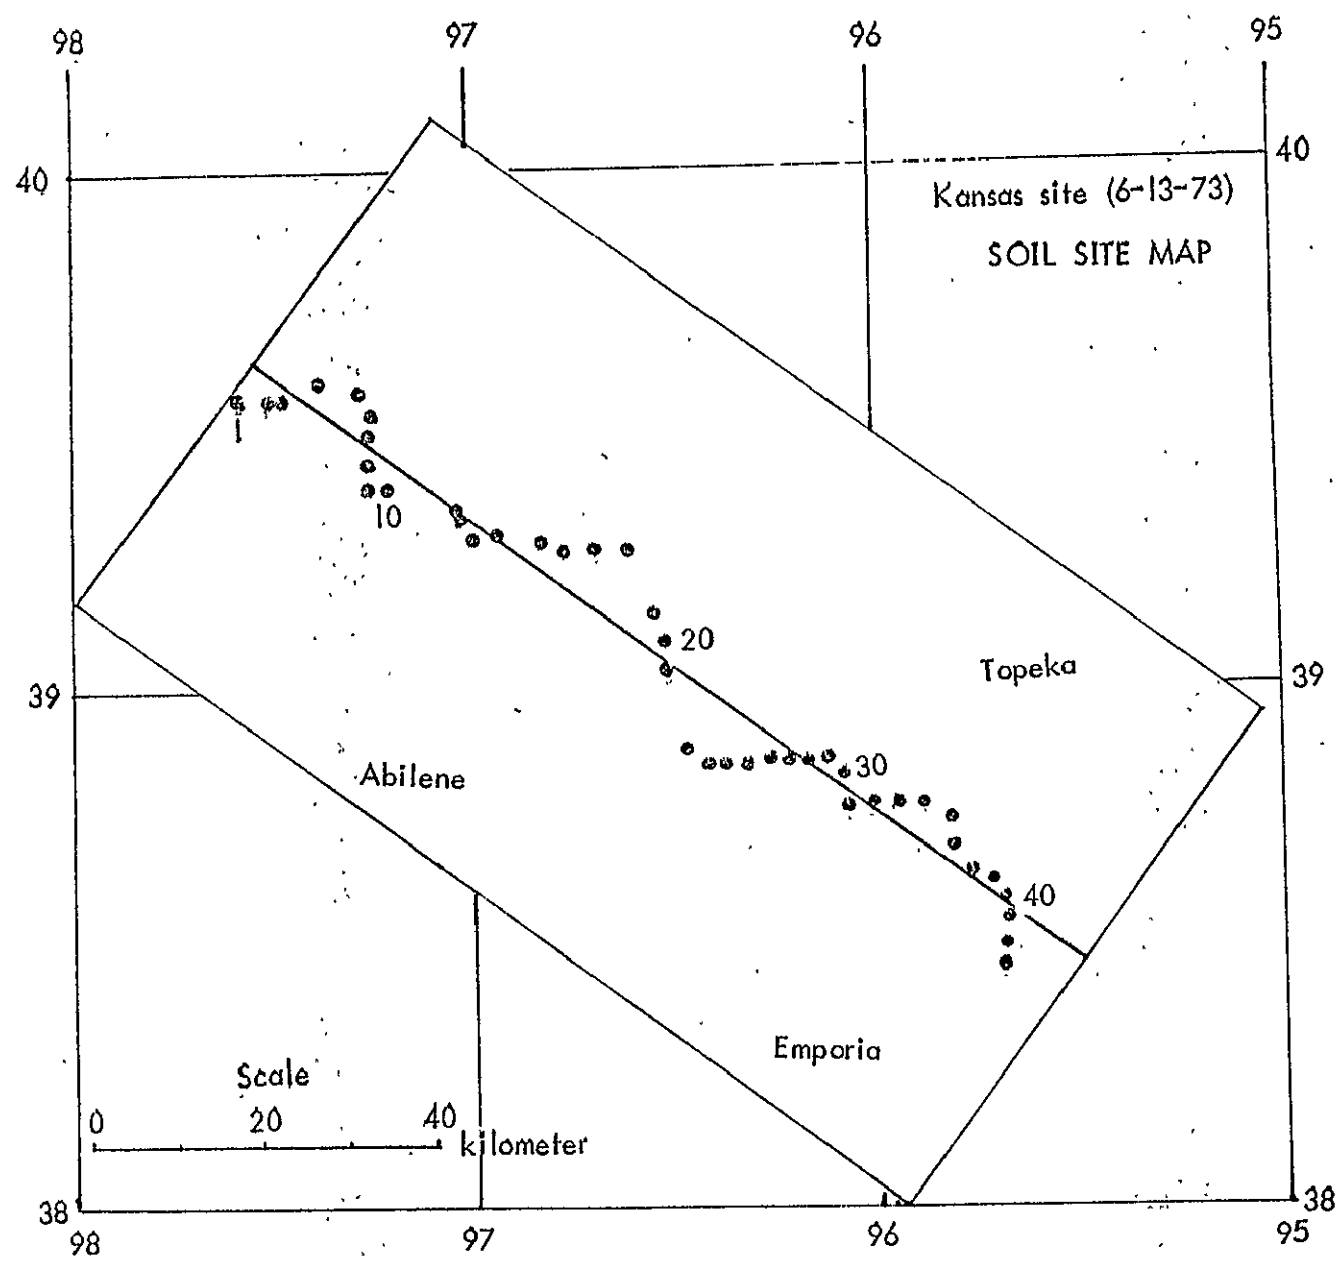 98 97 96 95
40 40
Kansas site (6-13-73)
SOIL SITE MAP
1
10
20
Topeka
39 39
30
Abilene
40
Emporia
Scale
0 20 40
kilometer
38 38
98 97 96 95